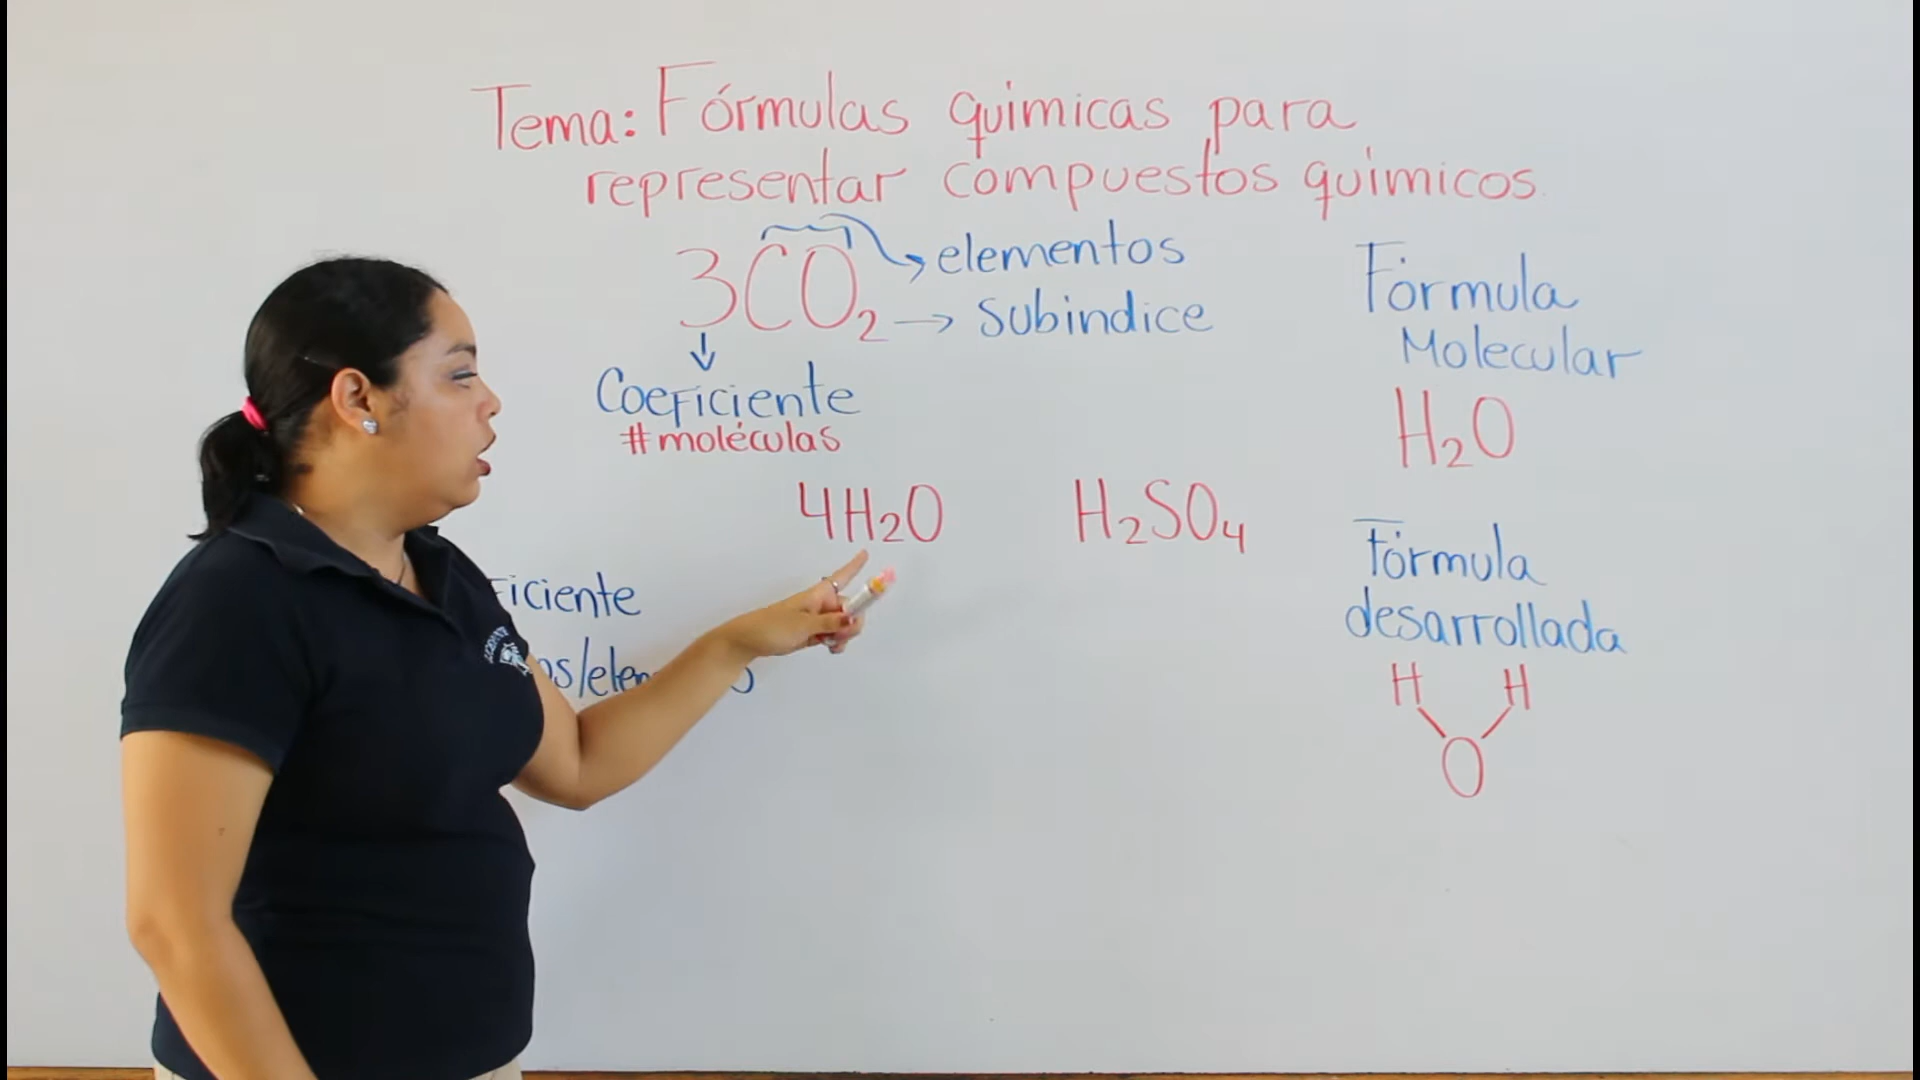 Tema: Fórmulas quimicas para
representar compuestos quimicos.
3CO₂
elementos
→ Subindice
Coeficiente
#moléculas
4H₂O
H₂SO₄
Fórmula
Molecular
H₂O
Fórmula
desarrollada
H H
O